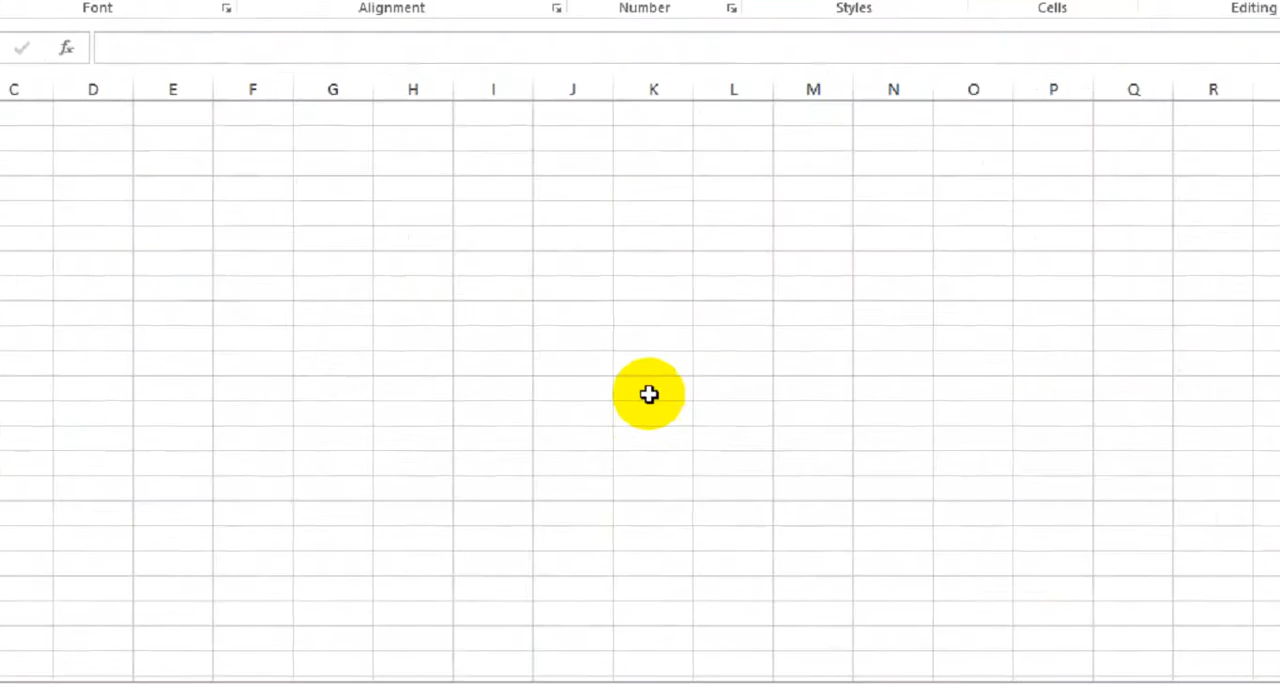 Font Alignment Number Styles Cells Editing
fx
C D E F G H I J K L M N O P Q R